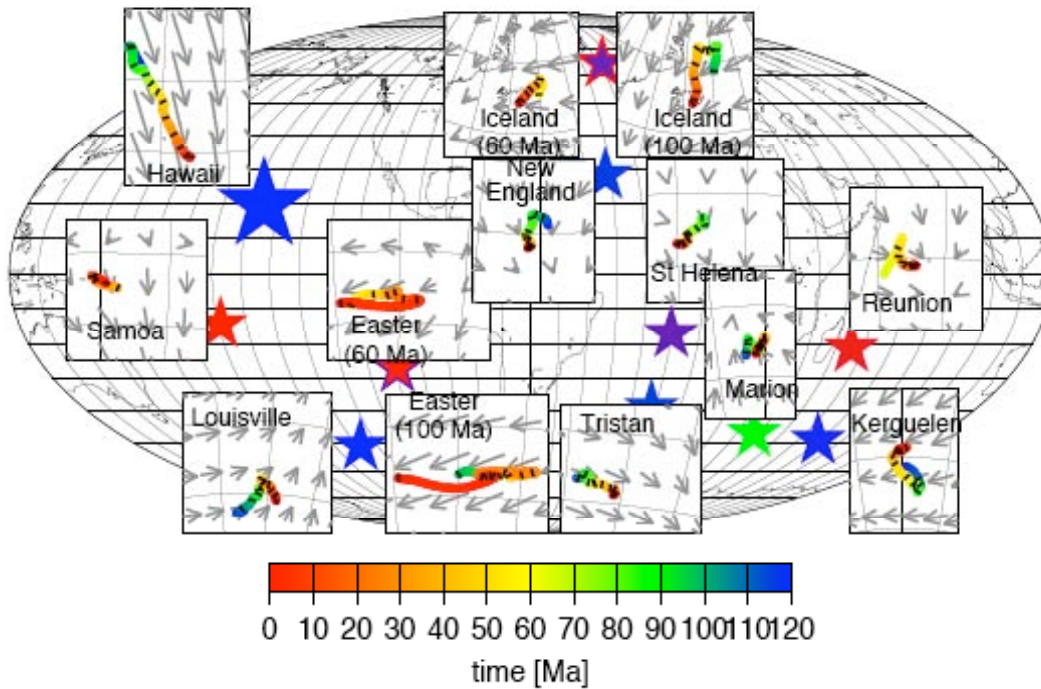 Hawaii
Iceland
(60 Ma)
Iceland
(100 Ma)
New
England
St Helena
Reunion
Samoa
Easter
(60 Ma)
Marion
Louisville
Easter
(100 Ma)
Tristan
Kerguelen
0 10 20 30 40 50 60 70 80 90 100 110 120
time [Ma]